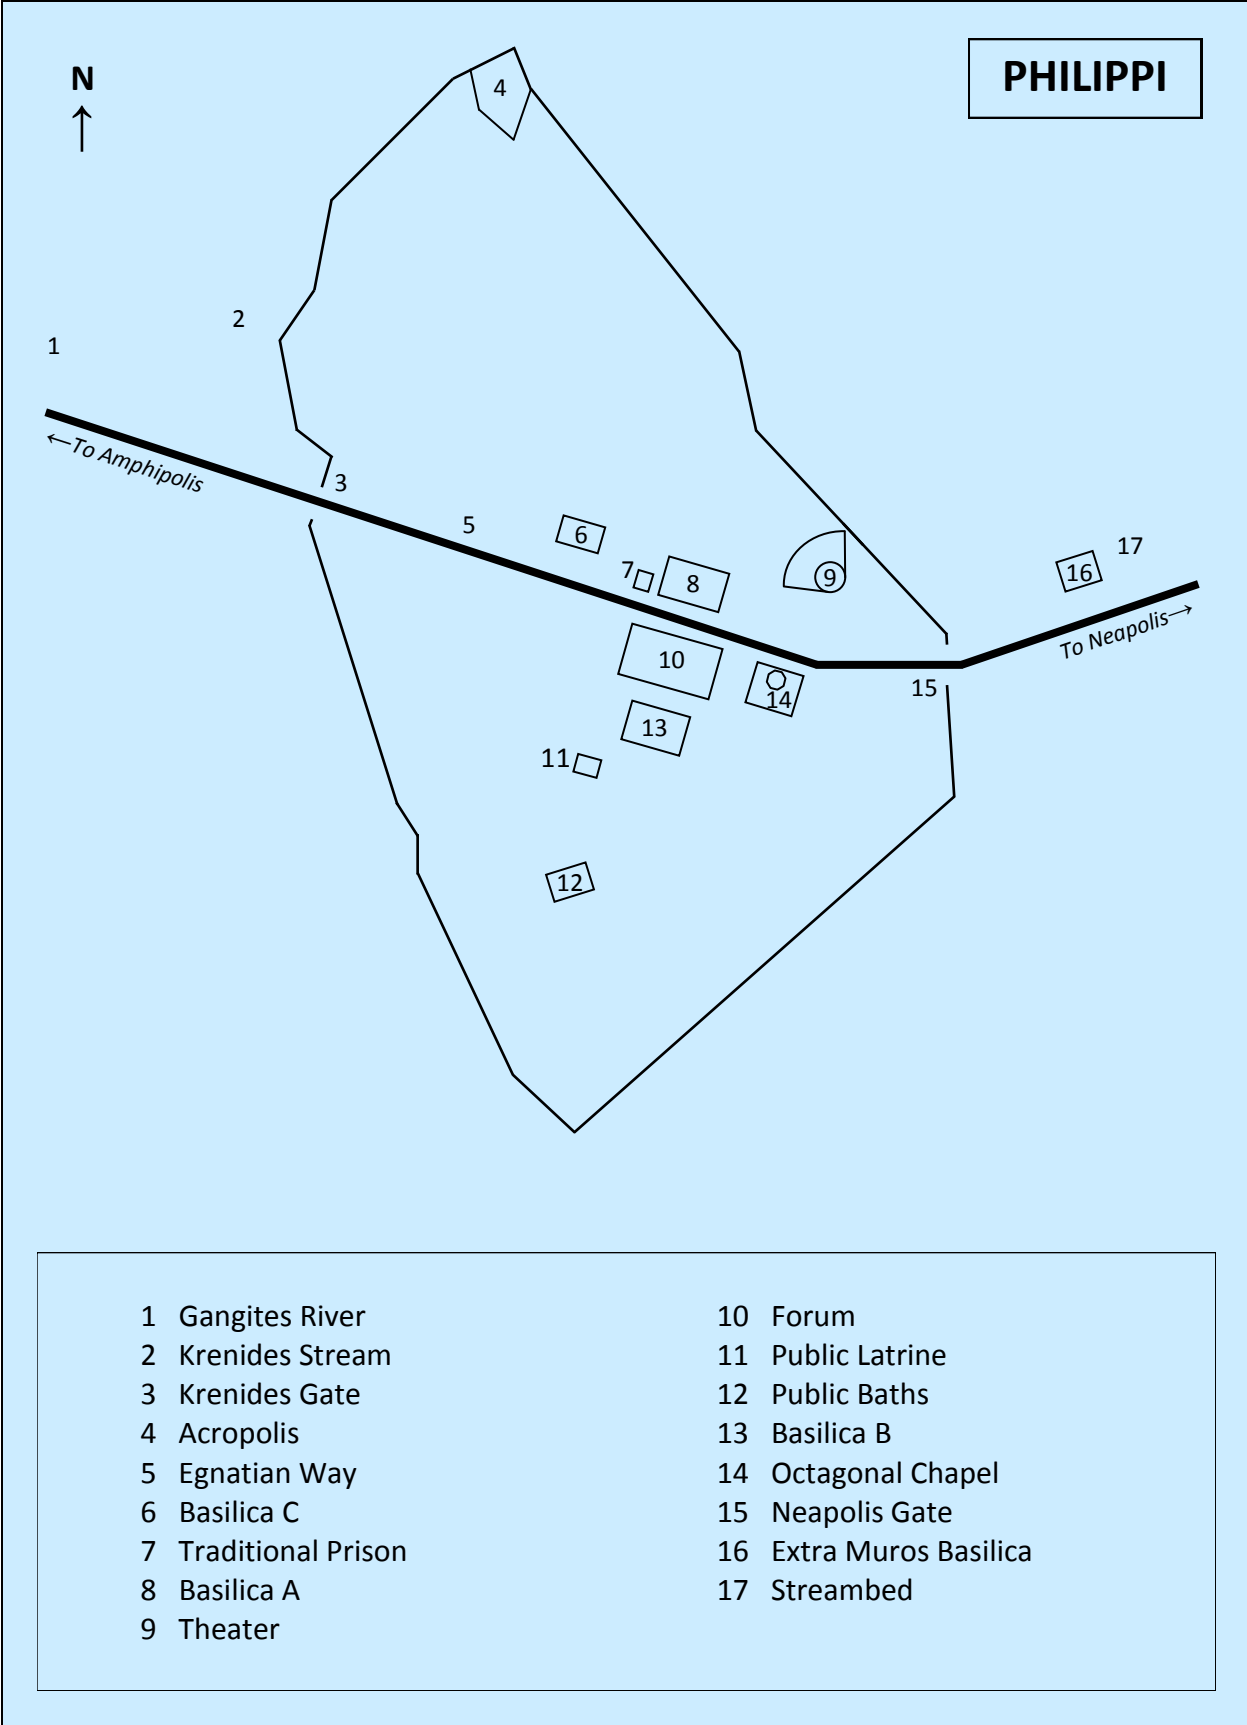 PHILIPPI
N
↑
4
2
1
←To Amphipolis
3
5
6
7
8
9
17
16
To Neapolis→
10
14
15
13
11
12
1 Gangites River
2 Krenides Stream
3 Krenides Gate
4 Acropolis
5 Egnatian Way
6 Basilica C
7 Traditional Prison
8 Basilica A
9 Theater
10 Forum
11 Public Latrine
12 Public Baths
13 Basilica B
14 Octagonal Chapel
15 Neapolis Gate
16 Extra Muros Basilica
17 Streambed